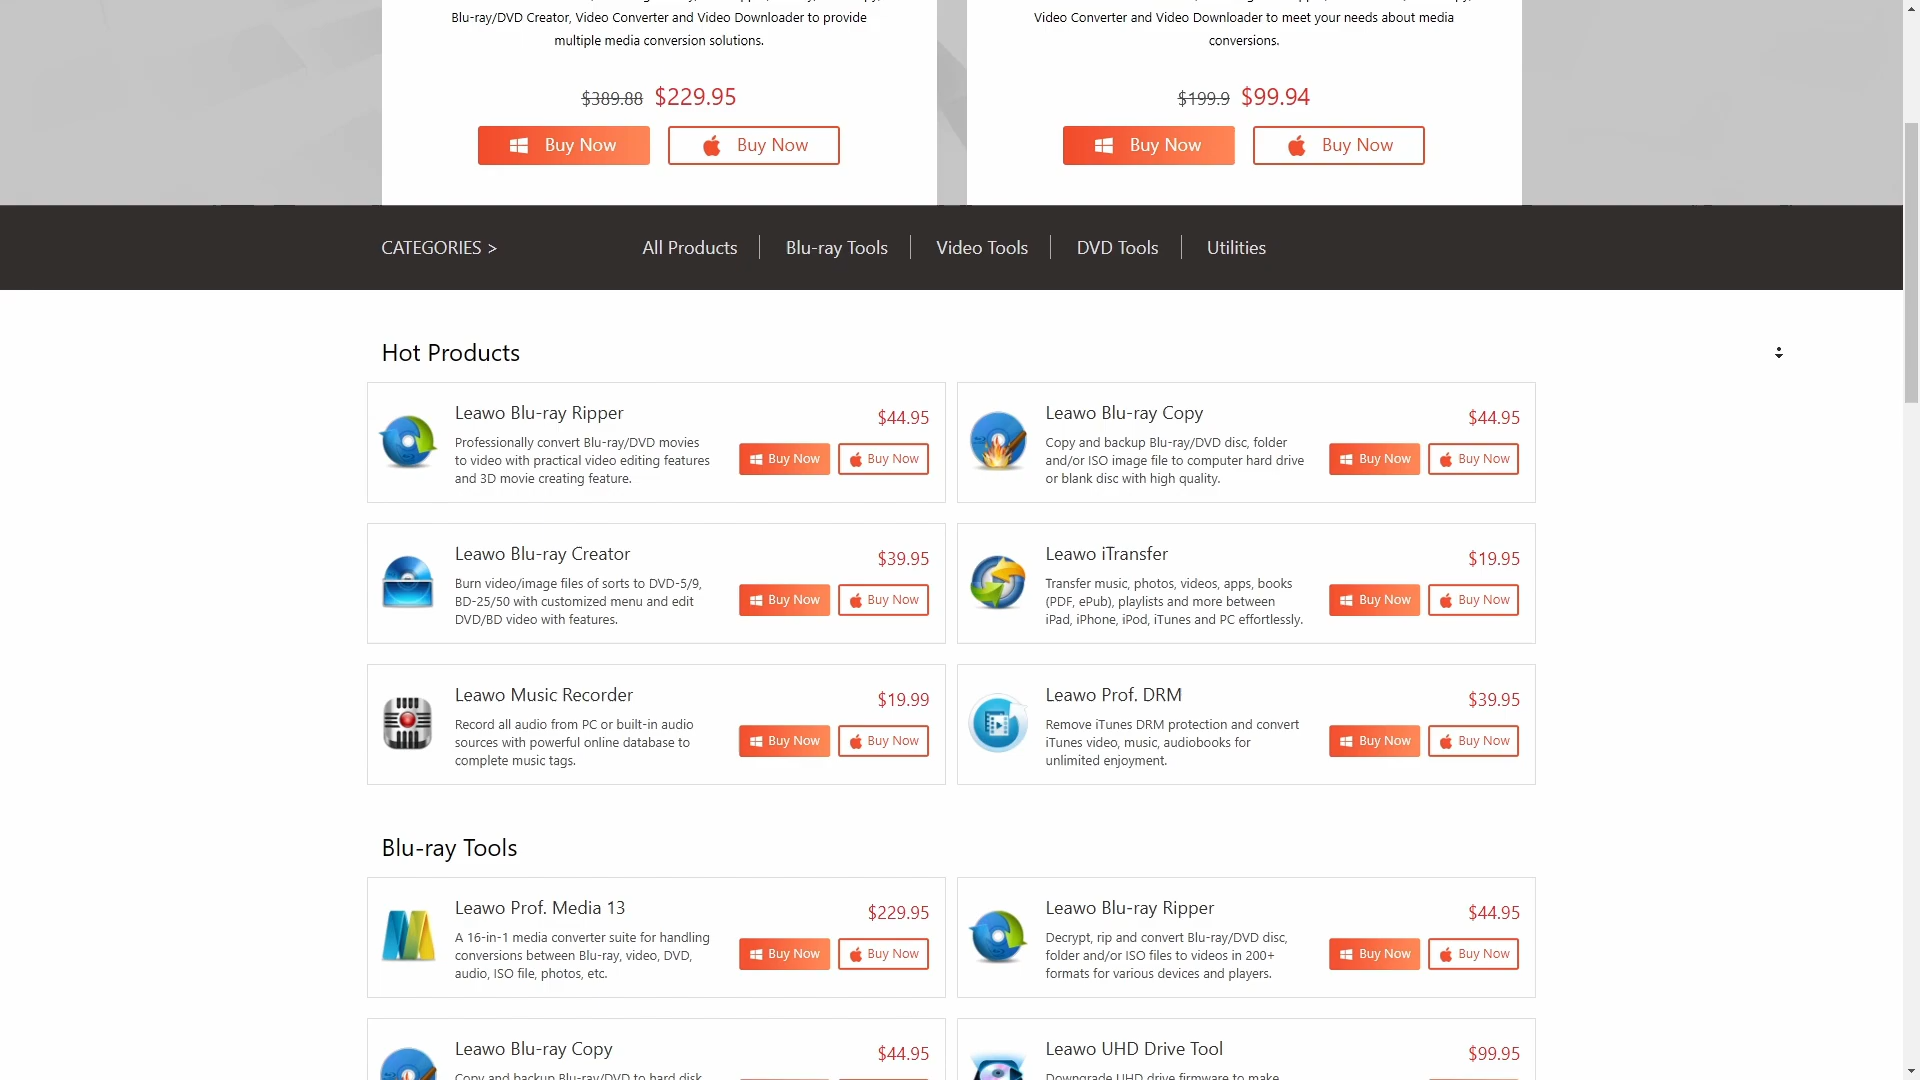 Blu-ray/DVD Creator, Video Converter and Video Downloader to provide
multiple media conversion solutions.
$389.88 $229.95
Buy Now
Buy Now
Video Converter and Video Downloader to meet your needs about media
conversions.
$199.9 $99.94
Buy Now
Buy Now
CATEGORIES >
All Products
Blu-ray Tools
Video Tools
DVD Tools
Utilities
Hot Products
Leawo Blu-ray Ripper
Professionally convert Blu-ray/DVD movies
to video with practical video editing features
and 3D movie creating feature.
$44.95
Buy Now
Buy Now
Leawo Blu-ray Copy
Copy and backup Blu-ray/DVD disc, folder
and/or ISO image file to computer hard drive
or blank disc with high quality.
$44.95
Buy Now
Buy Now
Leawo Blu-ray Creator
Burn video/image files of sorts to DVD-5/9,
BD-25/50 with customized menu and edit
DVD/BD video with features.
$39.95
Buy Now
Buy Now
Leawo iTransfer
Transfer music, photos, videos, apps, books
(PDF, ePub), playlists and more between
iPad, iPhone, iPod, iTunes and PC effortlessly.
$19.95
Buy Now
Buy Now
Leawo Music Recorder
Record all audio from PC or built-in audio
sources with powerful online database to
complete music tags.
$19.99
Buy Now
Buy Now
Leawo Prof. DRM
Remove iTunes DRM protection and convert
iTunes video, music, audiobooks for
unlimited enjoyment.
$39.95
Buy Now
Buy Now
Blu-ray Tools
Leawo Prof. Media 13
A 16-in-1 media converter suite for handling
conversions between Blu-ray, video, DVD,
audio, ISO file, photos, etc.
$229.95
Buy Now
Buy Now
Leawo Blu-ray Ripper
Decrypt, rip and convert Blu-ray/DVD disc,
folder and/or ISO files to videos in 200+
formats for various devices and players.
$44.95
Buy Now
Buy Now
Leawo Blu-ray Copy
Copy and backup Blu-ray/DVD to hard disk
$44.95
Leawo UHD Drive Tool
Downgrade UHD drive firmware to make
$99.95